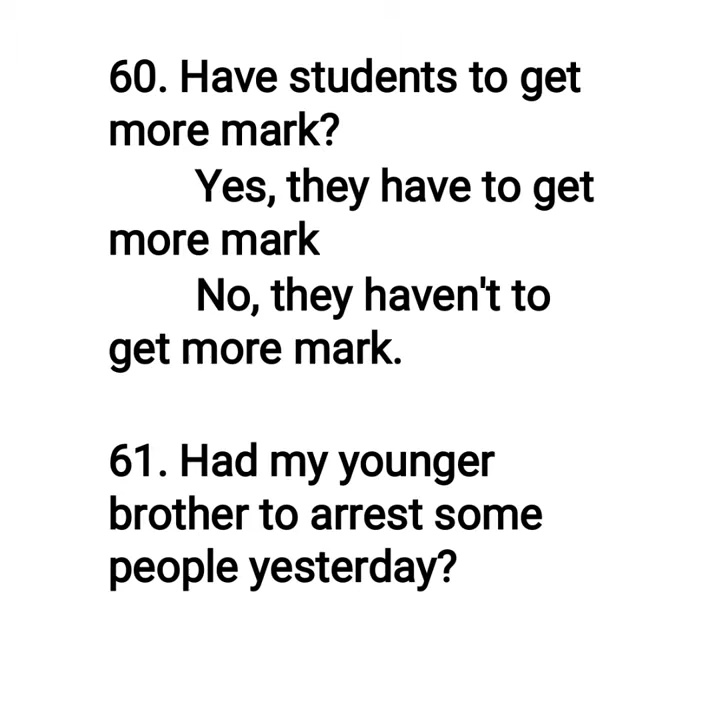 60. Have students to get
more mark?
Yes, they have to get
more mark
No, they haven't to
get more mark.
61. Had my younger
brother to arrest some
people yesterday?